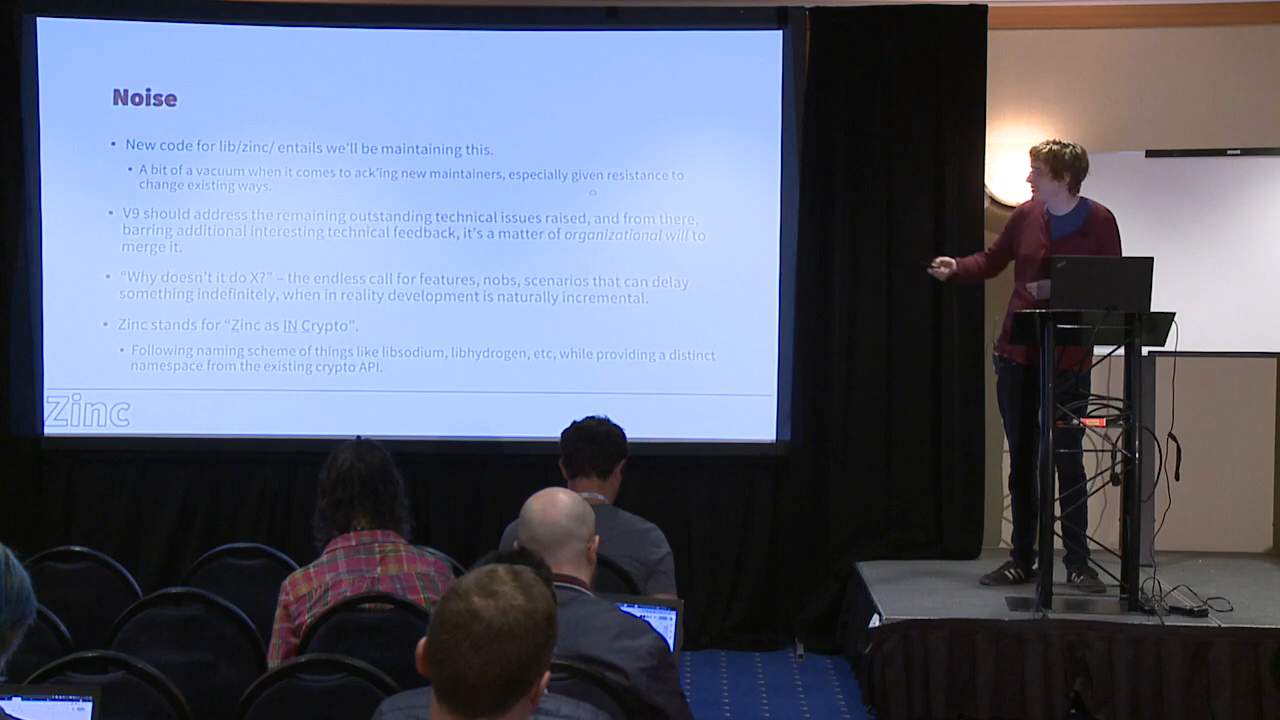 Noise
New code for lib/zinc/ entails we'll be maintaining this.
A bit of a vacuum when it comes to ack'ing new maintainers, especially given resistance to
change existing ways.
V9 should address the remaining outstanding technical issues raised, and from there,
barring additional interesting technical feedback, it's a matter of organizational will to
merge it.
"Why doesn't it do X?" – the endless call for features, nobs, scenarios that can delay
something indefinitely, when in reality development is naturally incremental.
Zinc stands for "Zinc as IN Crypto".
Following naming scheme of things like libsodium, libhydrogen, etc, while providing a distinct
namespace from the existing crypto API.
Zinc